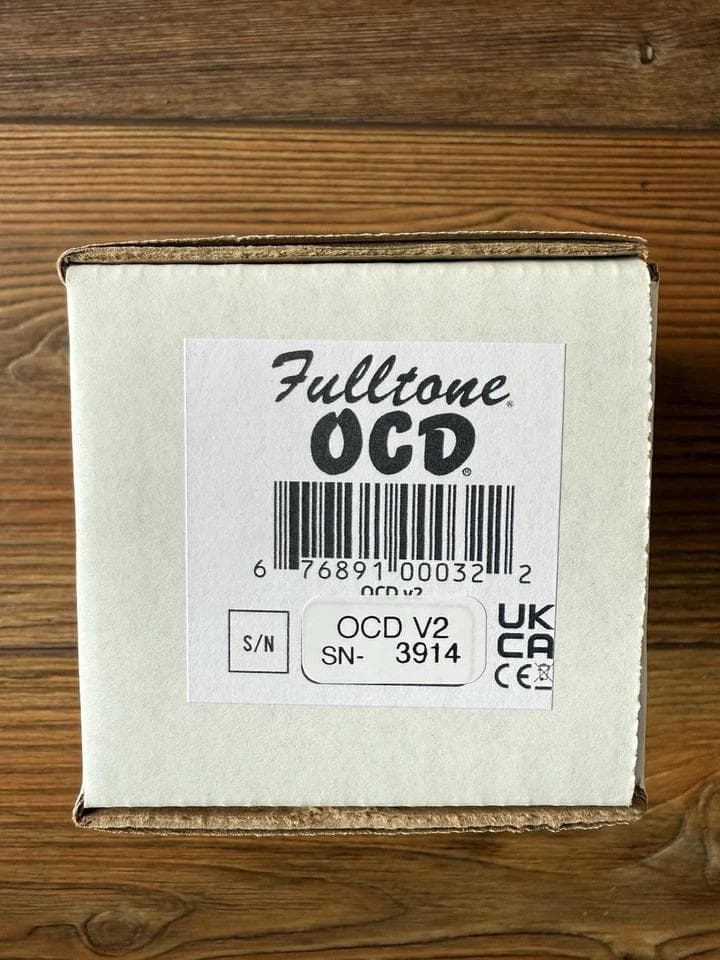 Fulltone®
OCD®
6 76891 00032 2
OCD v2
S/N
OCD V2
SN- 3914
UK
CA
CE